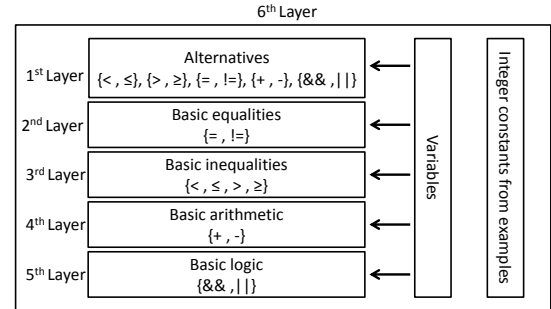 6th Layer
1st Layer
Alternatives
{< , ≤}, {> , ≥}, {= , !=}, {+ , -}, {&& ,||}
2nd Layer
Basic equalities
{= , !=}
3rd Layer
Basic inequalities
{< , ≤ , > , ≥}
4th Layer
Basic arithmetic
{+ , -}
5th Layer
Basic logic
{&& ,||}
Variables
Integer constants from examples